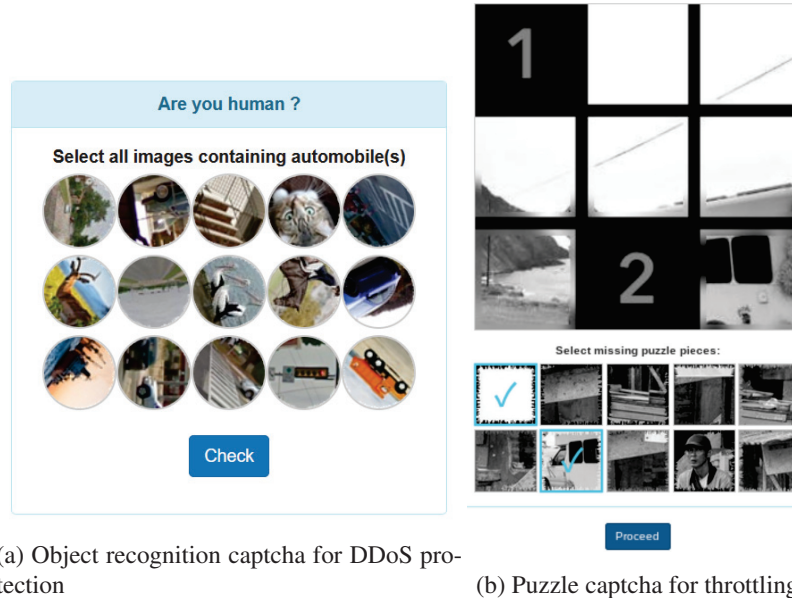 Are you human ?
Select all images containing automobile(s)
Check
(a) Object recognition captcha for DDoS pro-
tection
1
2
Select missing puzzle pieces:
Proceed
(b) Puzzle captcha for throttling